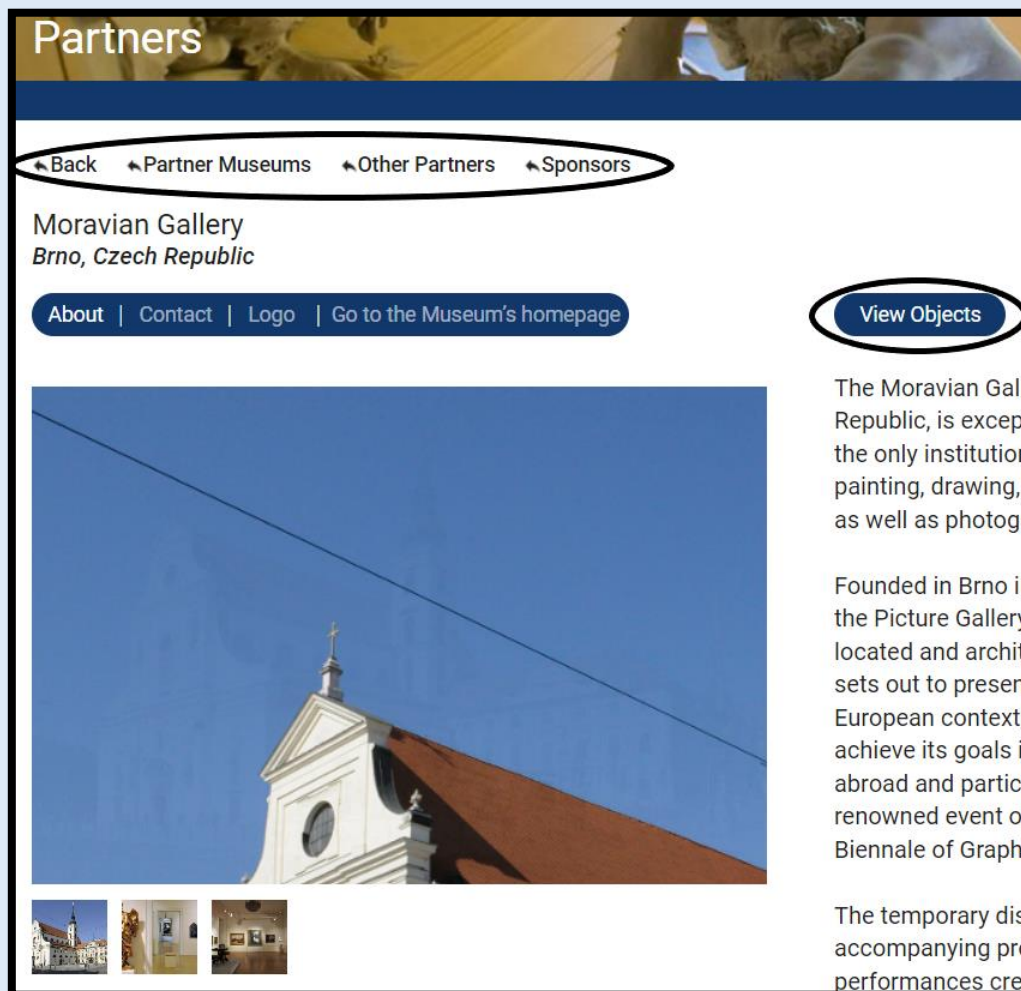 Partners
Back Partner Museums Other Partners Sponsors
Moravian Gallery
Brno, Czech Republic
About | Contact | Logo | Go to the Museum's homepage
View Objects
The Moravian Gal
Republic, is excep
the only institution
painting, drawing,
as well as photog
Founded in Brno i
the Picture Gallery
located and archit
sets out to presen
European context
achieve its goals i
abroad and partic
renowned event o
Biennale of Graph
The temporary dis
accompanying pro
performances cre